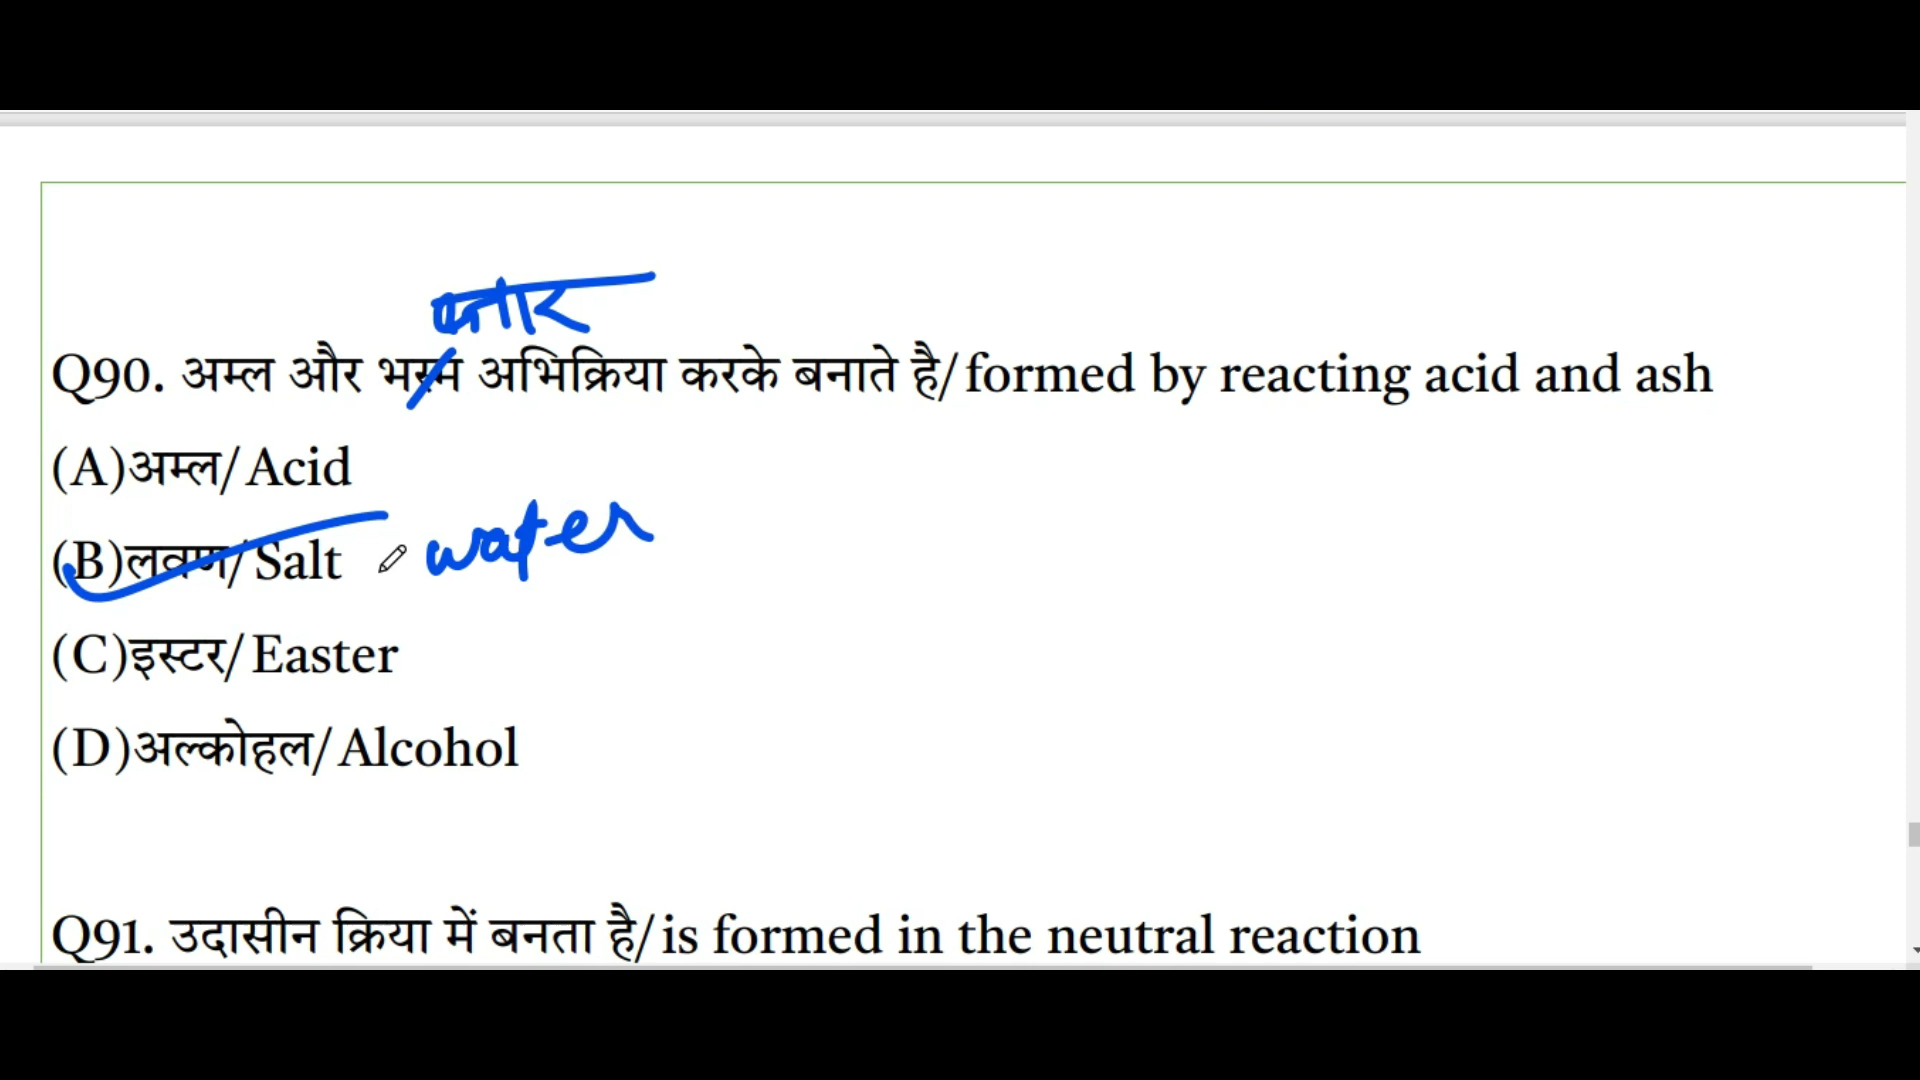 क्षार
Q90. अम्ल और भस्म अभिक्रिया करके बनाते है/formed by reacting acid and ash
(A)अम्ल/Acid
(B)लवण/Salt water
(C)इस्टर/Easter
(D)अल्कोहल/Alcohol
Q91. उदासीन क्रिया में बनता है/is formed in the neutral reaction